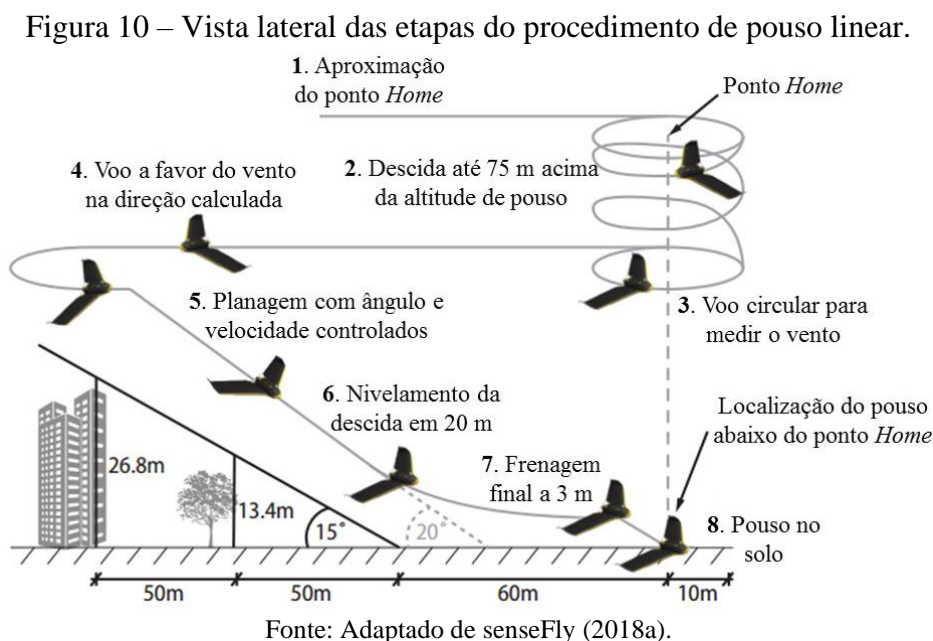 Figura 10 – Vista lateral das etapas do procedimento de pouso linear.
1. Aproximação
do ponto Home
Ponto Home
4. Voo a favor do vento
na direção calculada
2. Descida até 75 m acima
da altitude de pouso
5. Planagem com ângulo e
velocidade controlados
3. Voo circular para
medir o vento
6. Nivelamento da
descida em 20 m
Localização do pouso
abaixo do ponto Home
7. Frenagem
final a 3 m
26.8m
13.4m
15°
20°
8. Pouso no
solo
50m
50m
60m
10m
Fonte: Adaptado de senseFly (2018a).